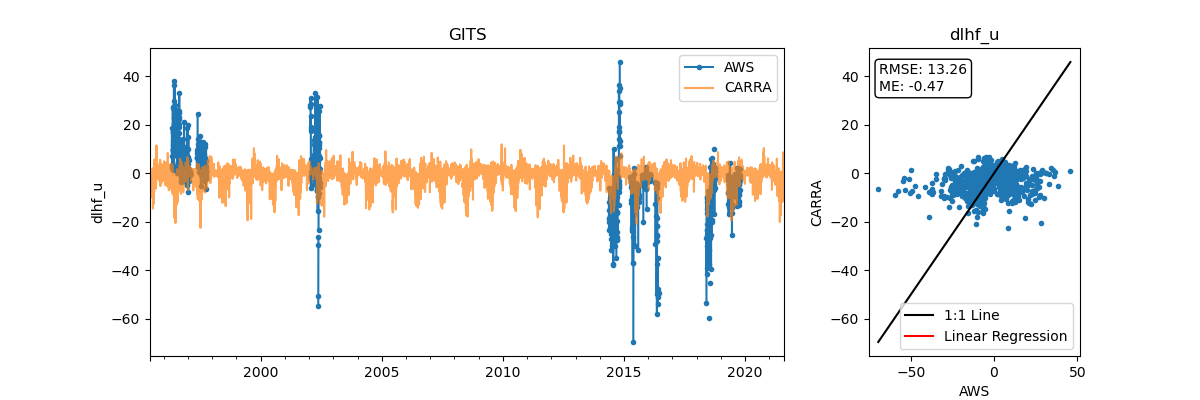 GITS
dlhf_u
40
20
0
−20
−40
−60
dlhf_u
2000
2005
2010
2015
2020
AWS
CARRA
dlhf_u
RMSE: 13.26
ME: -0.47
40
20
0
−20
−40
−60
CARRA
−50
0
50
AWS
1:1 Line
Linear Regression